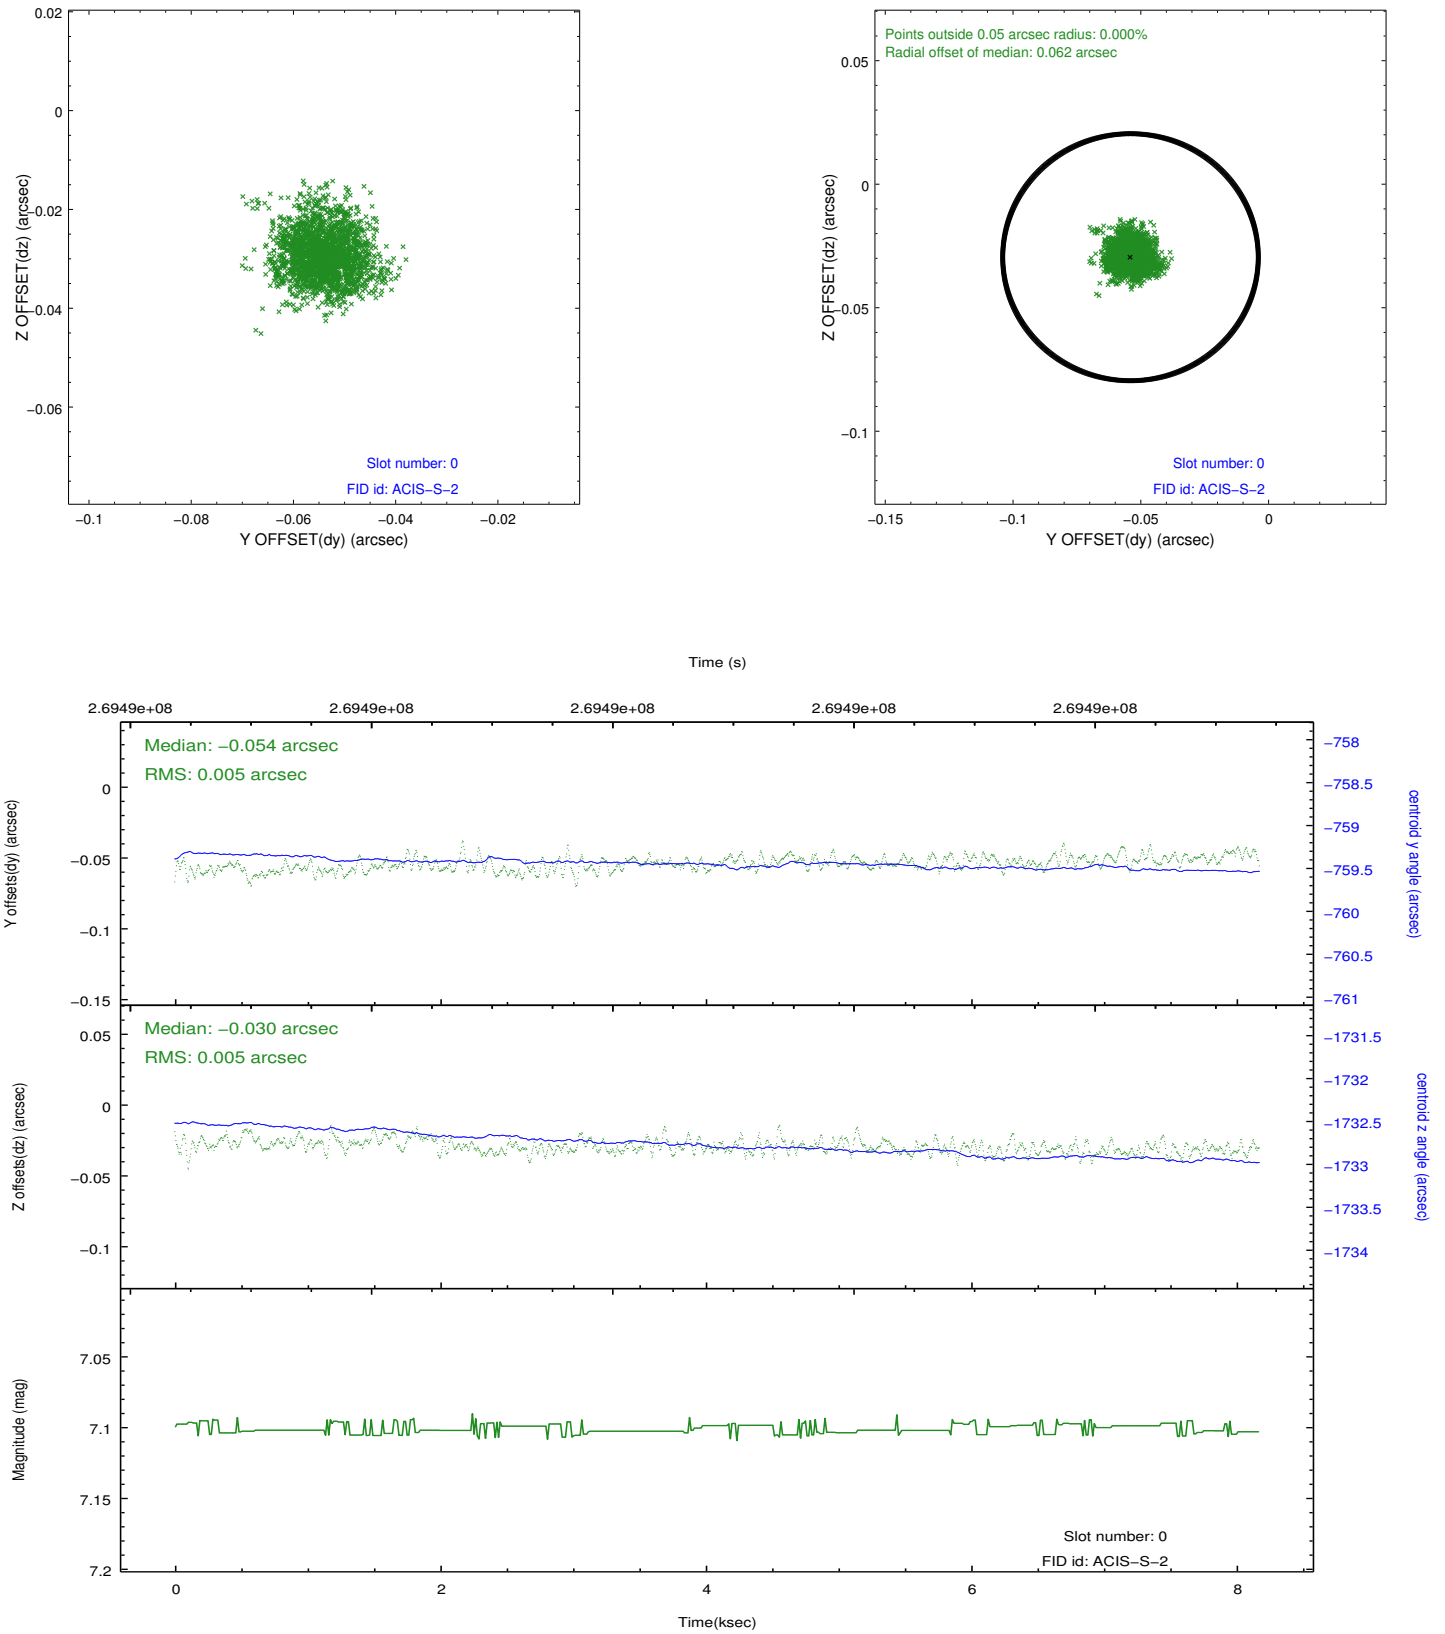 0.02
0
−0.02
−0.04
−0.06
Z OFFSET(dz) (arcsec)
Slot number: 0
FID id: ACIS−S−2
−0.1
−0.08
−0.06
−0.04
−0.02
Y OFFSET(dy) (arcsec)
Points outside 0.05 arcsec radius: 0.000%
Radial offset of median: 0.062 arcsec
0.05
0
−0.05
−0.1
Z OFFSET(dz) (arcsec)
Slot number: 0
FID id: ACIS−S−2
−0.15
−0.1
−0.05
0
Y OFFSET(dy) (arcsec)
Time (s)
2.6949e+08
2.6949e+08
2.6949e+08
2.6949e+08
2.6949e+08
Median: −0.054 arcsec
RMS: 0.005 arcsec
0
−0.05
−0.1
−0.15
Y offsets(dy) (arcsec)
−758
−758.5
−759
−759.5
−760
−760.5
−761
centroid y angle (arcsec)
Median: −0.030 arcsec
RMS: 0.005 arcsec
0.05
0
−0.05
−0.1
Z offsets(dz) (arcsec)
−1731.5
−1732
−1732.5
−1733
−1733.5
−1734
centroid z angle (arcsec)
7.05
7.1
7.15
7.2
Magnitude (mag)
Slot number: 0
FID id: ACIS−S−2
0
2
4
6
8
Time(ksec)